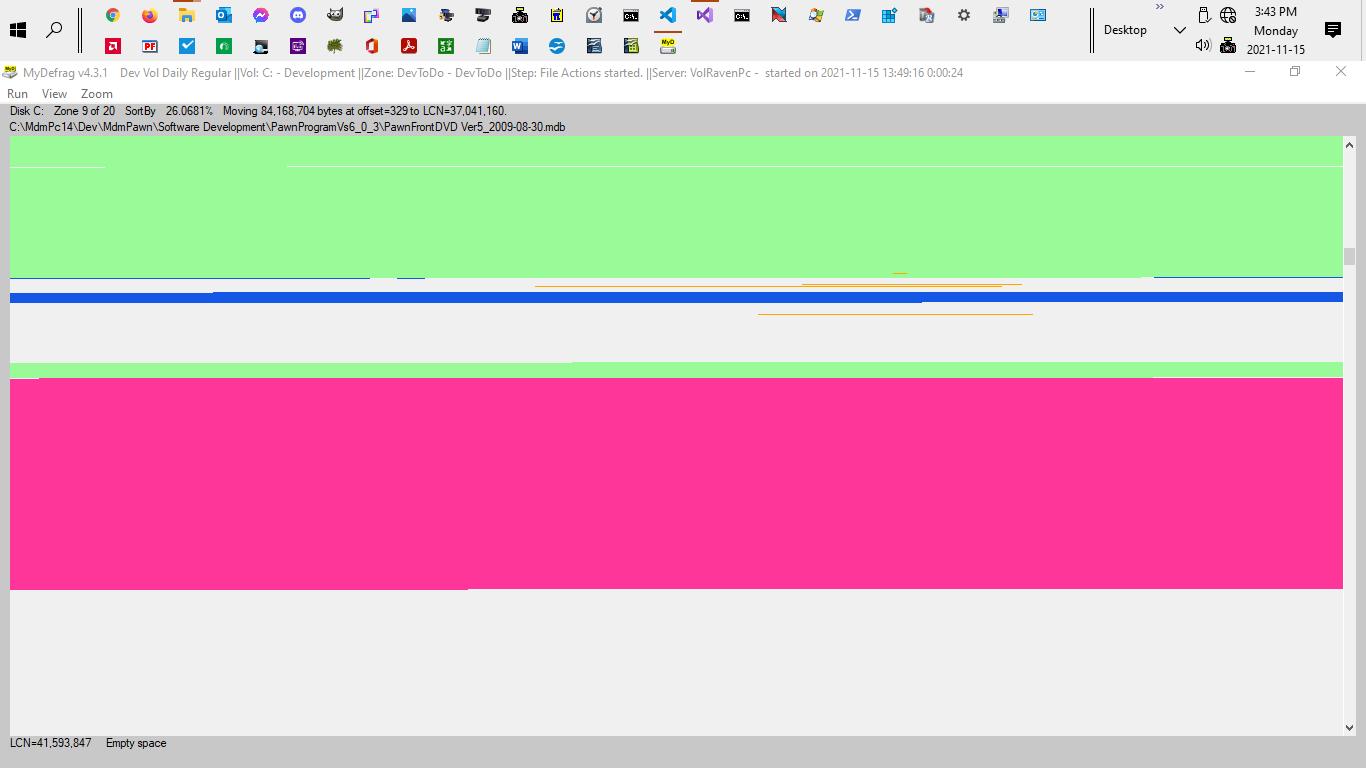 3:43 PM
Desktop
Monday
2021-11-15
MyDefrag v4.3.1 Dev Vol Daily Regular ||Vol: C: - Development ||Zone: DevToDo - DevToDo ||Step: File Actions started. ||Server: VolRavenPc - started on 2021-11-15 13:49:16 0:00:24
Run View Zoom
Disk C: Zone 9 of 20 SortBy 26.0681% Moving 84,168,704 bytes at offset=329 to LCN=37,041,160.
C:\MdmPc14\Dev\MdmPawn\Software Development\PawnProgramVs6_0_3\PawnFrontDVD Ver5_2009-08-30.mdb
LCN=41,593,847 Empty space